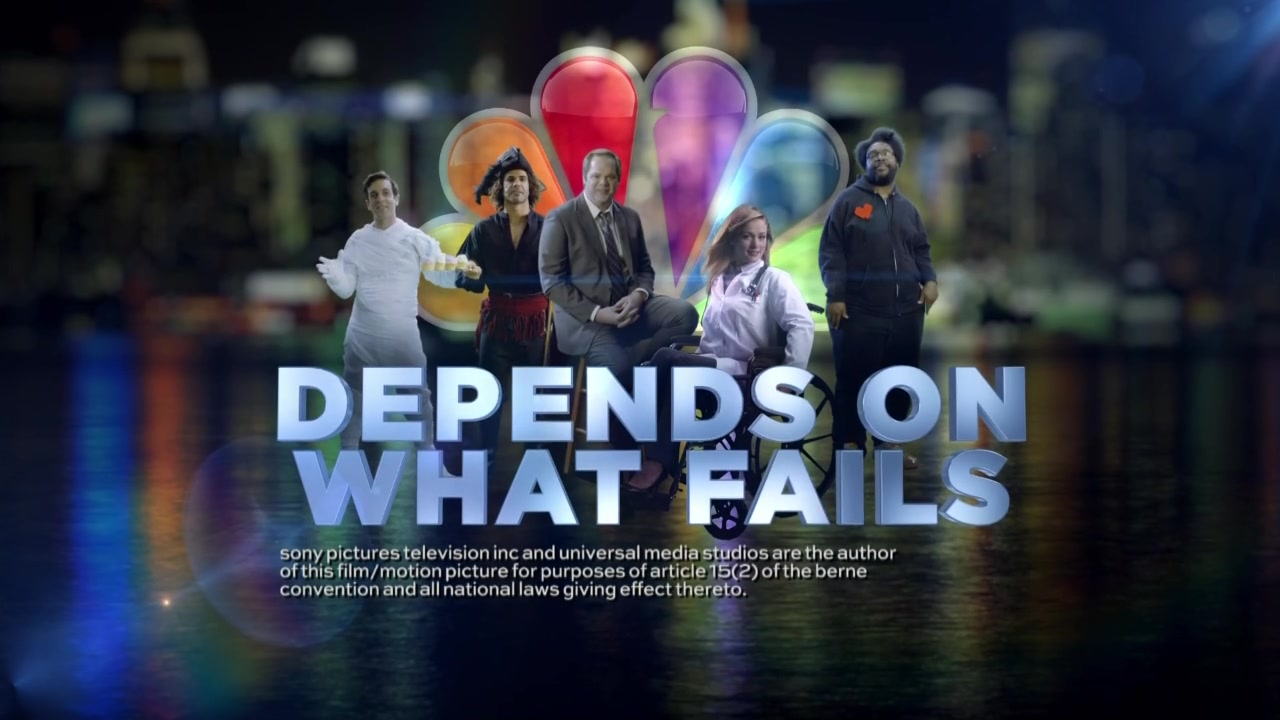 DEPENDS ON
WHAT FAILS
sony pictures television inc and universal media studios are the author
of this film/motion picture for purposes of article 15(2) of the berne
convention and all national laws giving effect thereto.